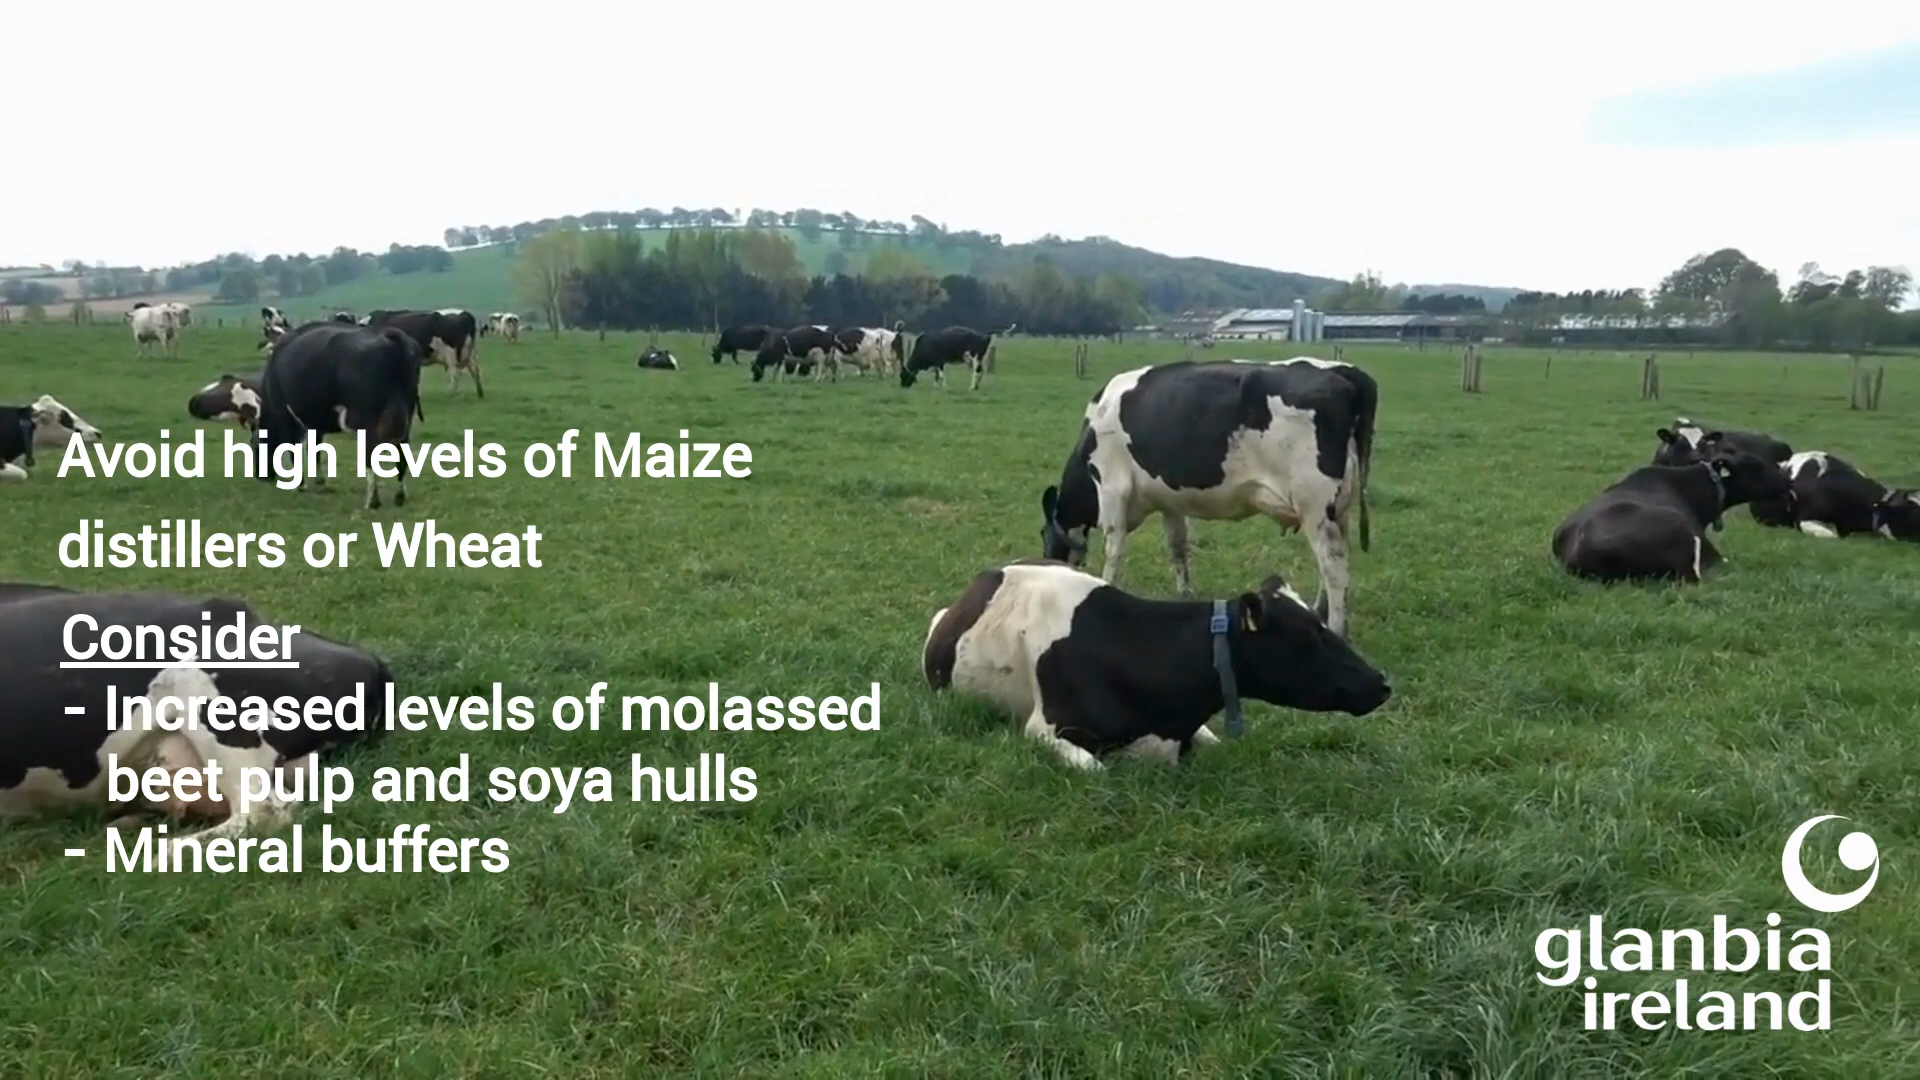 Avoid high levels of Maize
distillers or Wheat
Consider
- Increased levels of molassed
beet pulp and soya hulls
- Mineral buffers
glanbia
ireland